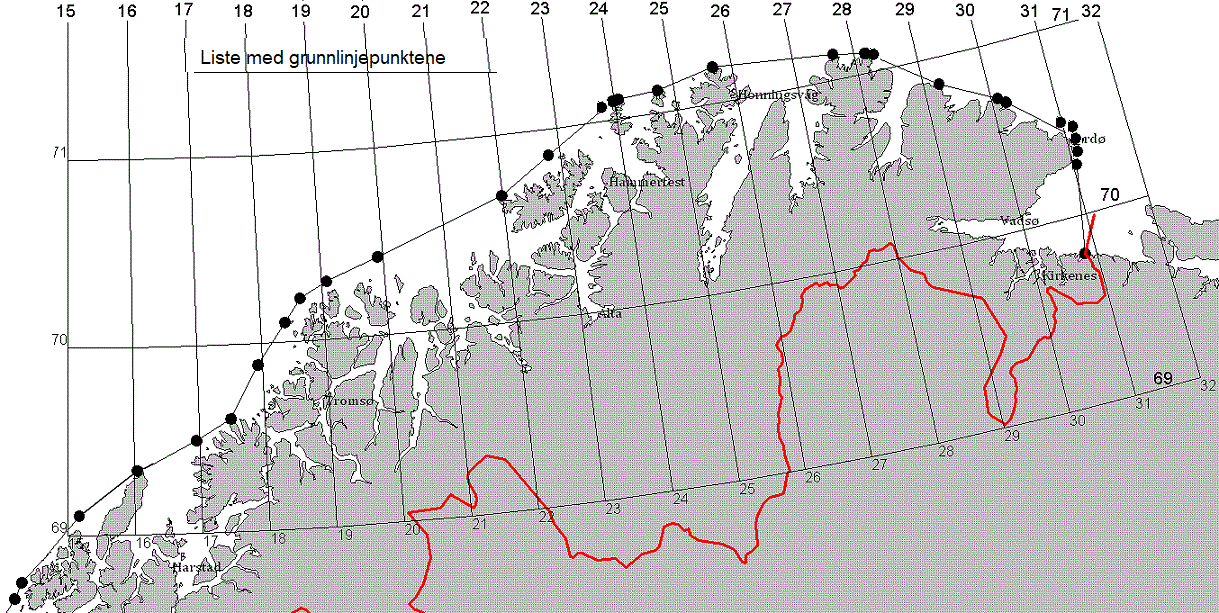 15 16 17 18 19 20 21 22 23 24 25 26 27 28 29 30 31 71 32
Liste med grunnlinjepunktene
Honningsvåg
71
rdø
Hammerfest
70
Vadsø
Kirkenes
Alta
70
69
32
Tromsø
31
30
29
28
27
26
25
24
23
22
21
20
19
18
17
16
15
69
Harstad